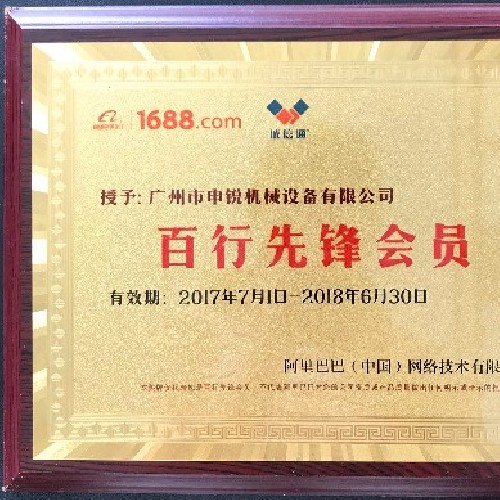 1688.com 诚信通
授予: 广州市申锐机械设备有限公司
百行先锋会员
有效期: 2017年7月1日-2018年6月30日
阿里巴巴（中国）网络技术有限